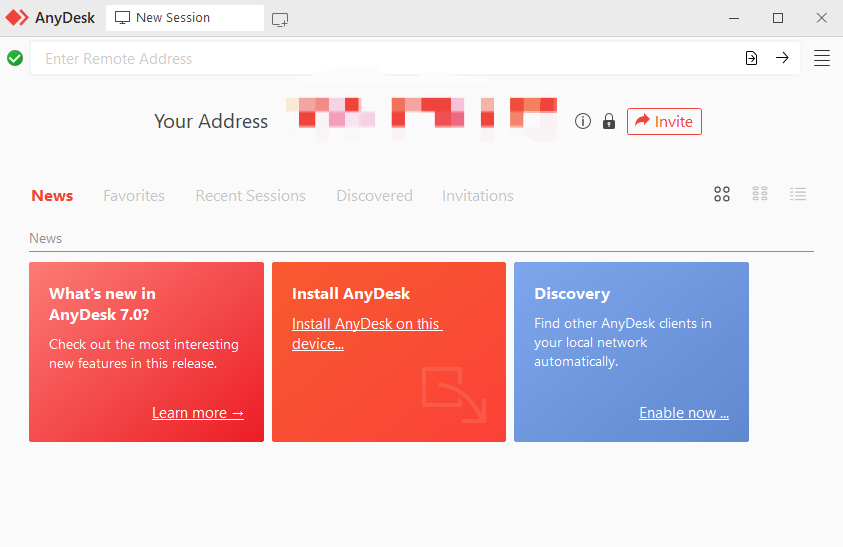 AnyDesk
New Session
Enter Remote Address
Your Address
Invite
News Favorites Recent Sessions Discovered Invitations
News
What's new in
AnyDesk 7.0?
Check out the most interesting
new features in this release.
Learn more →
Install AnyDesk
Install AnyDesk on this
device...
Discovery
Find other AnyDesk clients in
your local network
automatically.
Enable now ...